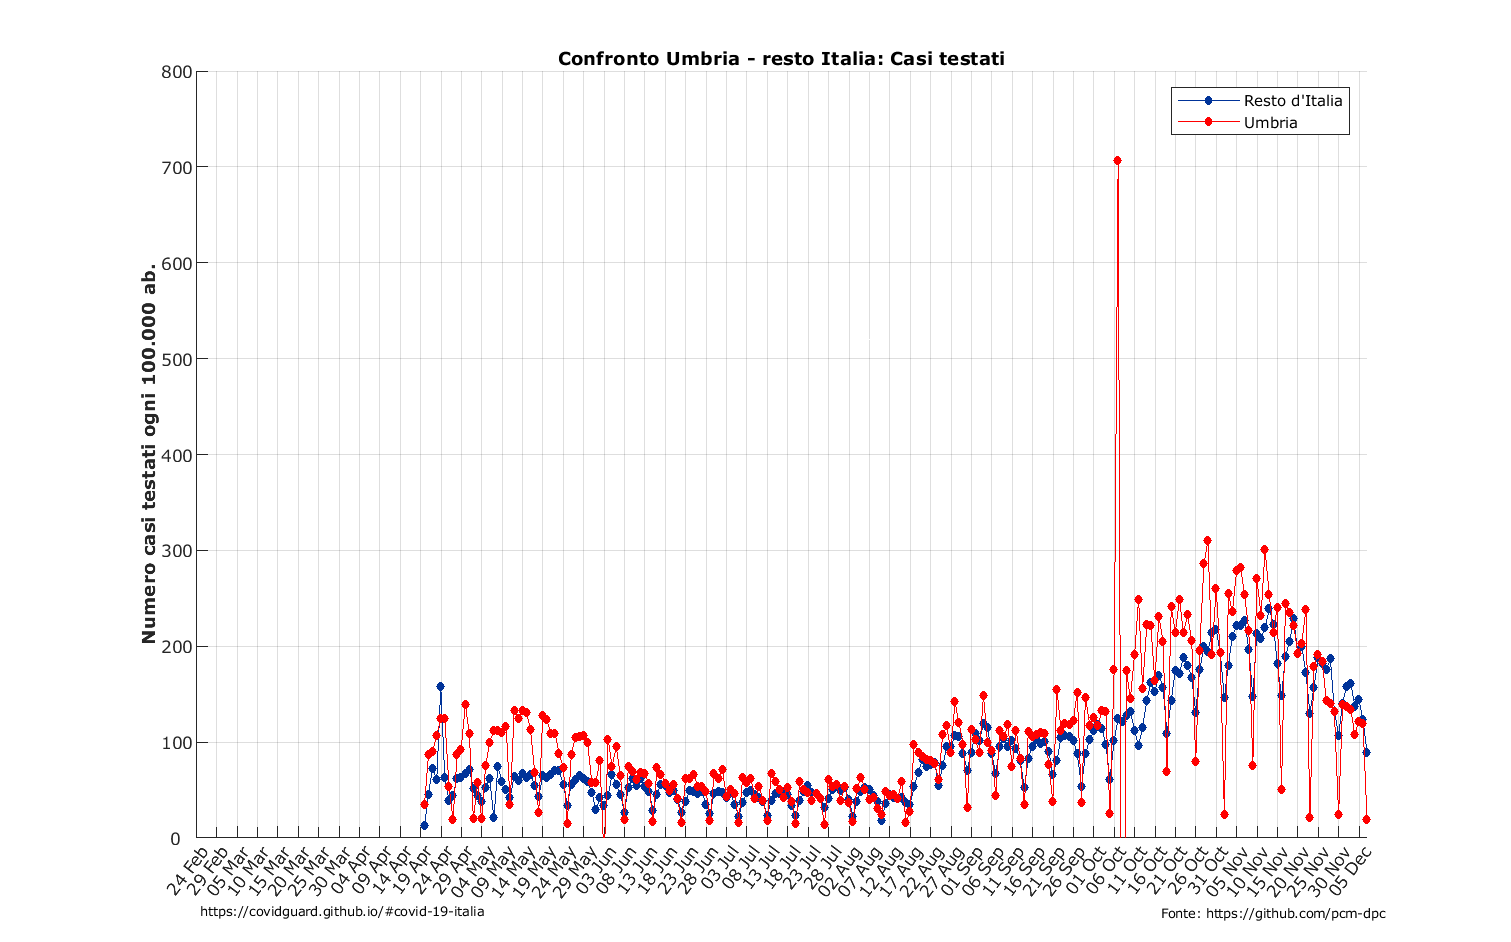 Confronto Umbria - resto Italia: Casi testati
Resto d'Italia
Umbria
Numero casi testati ogni 100.000 ab.
800
700
600
500
400
300
200
100
0
24 Feb
29 Feb
05 Mar
10 Mar
15 Mar
20 Mar
25 Mar
30 Mar
04 Apr
09 Apr
14 Apr
19 Apr
24 Apr
29 Apr
04 May
09 May
14 May
19 May
24 May
29 May
03 Jun
08 Jun
13 Jun
18 Jun
23 Jun
28 Jun
03 Jul
08 Jul
13 Jul
18 Jul
23 Jul
28 Jul
02 Aug
07 Aug
12 Aug
17 Aug
22 Aug
27 Aug
01 Sep
06 Sep
11 Sep
16 Sep
21 Sep
26 Sep
01 Oct
06 Oct
11 Oct
16 Oct
21 Oct
26 Oct
31 Oct
05 Nov
10 Nov
15 Nov
20 Nov
25 Nov
30 Nov
05 Dec
https://covidguard.github.io/#covid-19-italia
Fonte: https://github.com/pcm-dpc